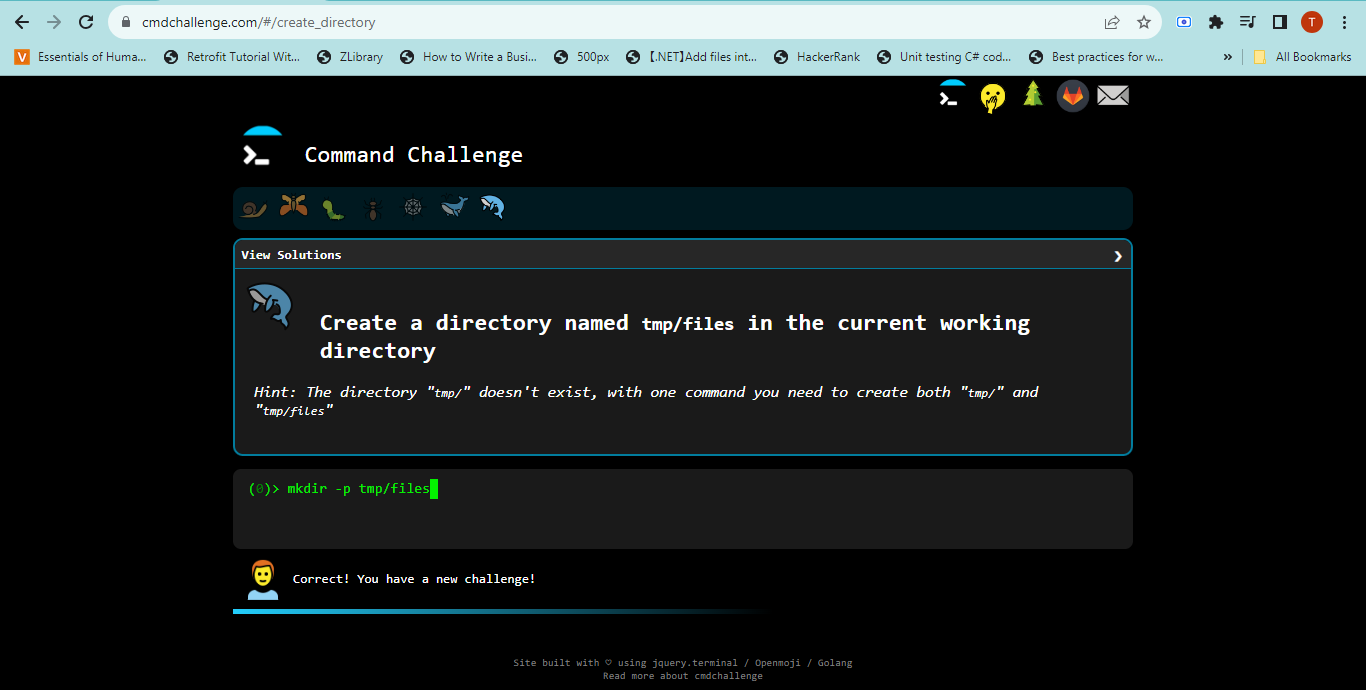 cmdchallenge.com/#/create_directory
T
V Essentials of Huma... Retrofit Tutorial Wit... ZLibrary How to Write a Busi... 500px 【.NET】Add files int... HackerRank Unit testing C# cod... Best practices for w... » All Bookmarks
>_
>_ Command Challenge
View Solutions ❯
Create a directory named tmp/files in the current working
directory
Hint: The directory "tmp/" doesn't exist, with one command you need to create both "tmp/" and
"tmp/files"
(0)> mkdir -p tmp/files
Correct! You have a new challenge!
Site built with ♡ using jquery.terminal / Openmoji / Golang
Read more about cmdchallenge